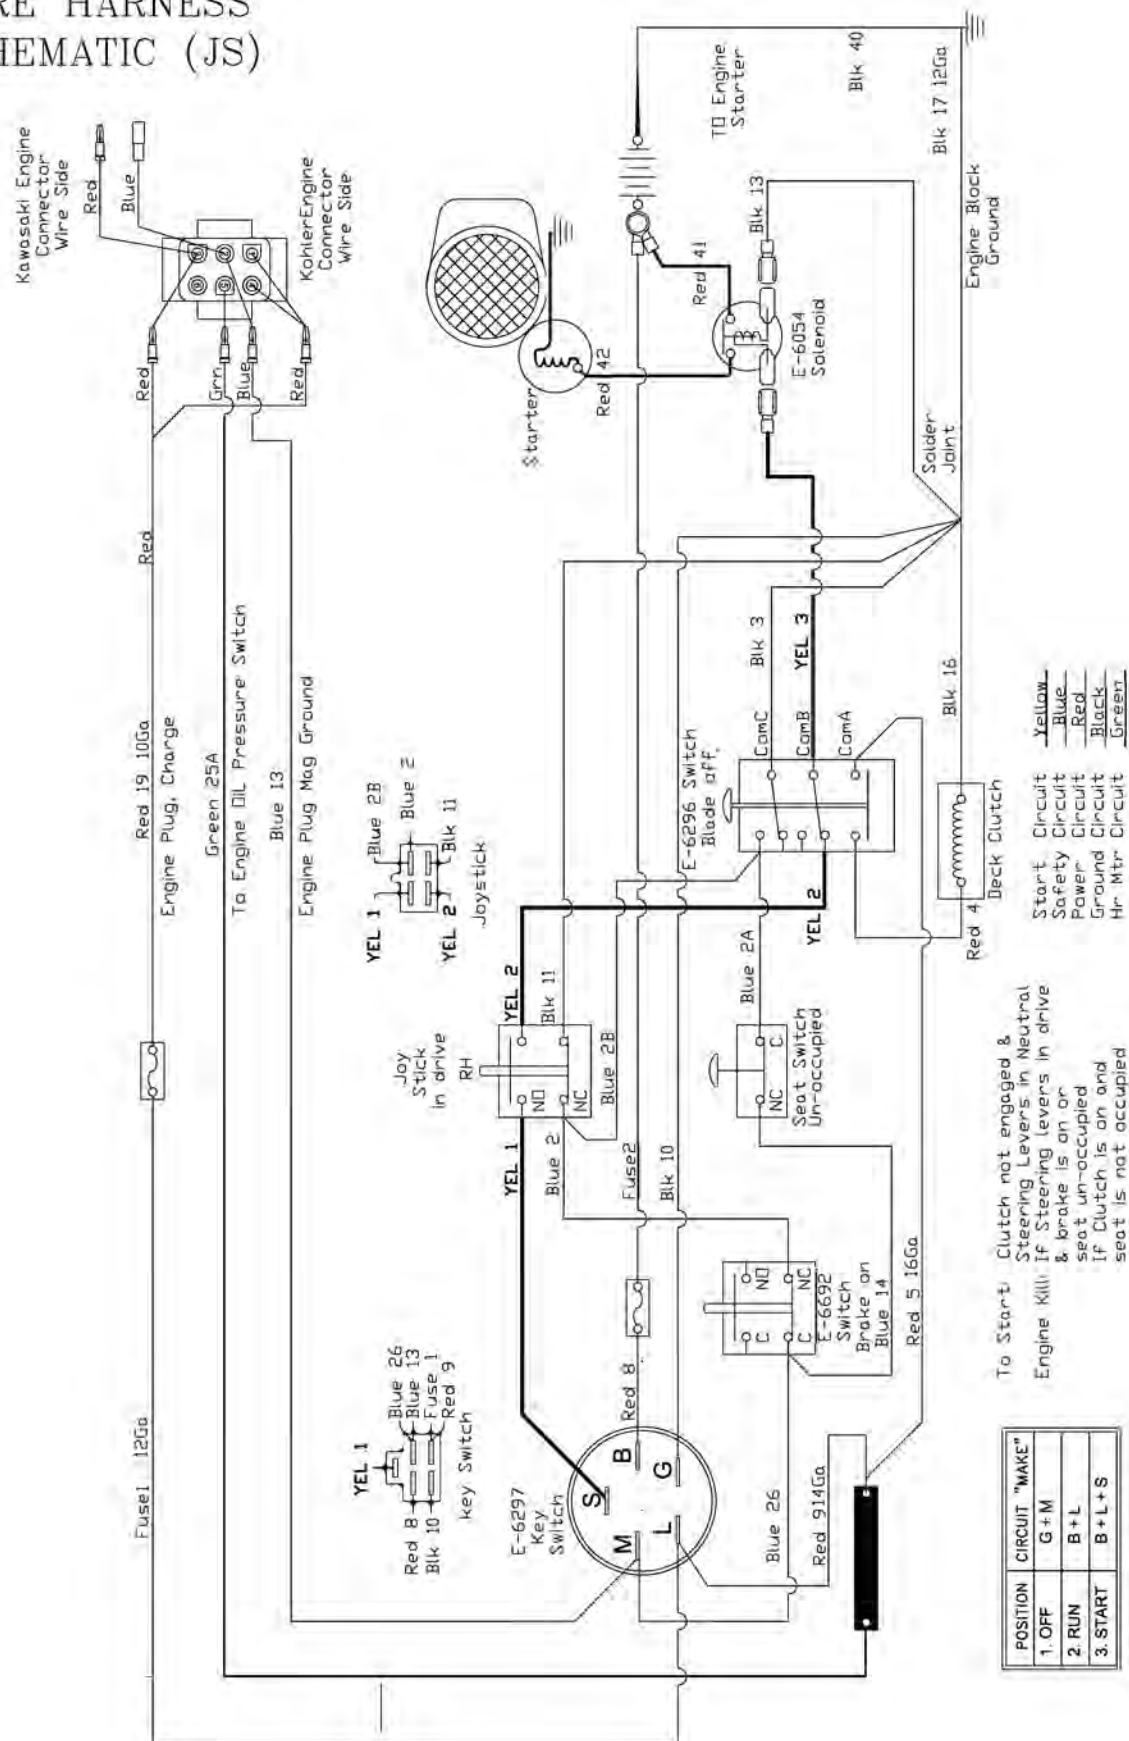 RE HARNESS
HEMATIC (JS)
Kawasaki Engine
Connector
Wire Side
Red
Blue
KohlerEngine
Connector
Wire Side
Red
Grn
Blue
Red
Red
Red 19 10Ga
Engine Plug, Charge
Green 25A
To Engine OIL Pressure Switch
Blue 13
Engine Plug Mag Ground
Fuse1 12Ga
YEL 1
Blue 2B
Blue 2
YEL 2
Blk 11
Joystick
YEL 1
Blue 26
Blue 13
Fuse 1
Red 9
Red 8
Blk 10
key Switch
Starter
Red 42
Red 41
TO Engine
Starter
Blk 40
Blk 17 12Ga
Blk 13
Engine Block
Ground
E-6054
Solenoid
Solder
Joint
Joy
Stick
in drive
RH
YEL 2
Blk 11
NO
NC
YEL 1
Blue 2
Blue 2B
Fuse2
Blk 10
E-6296 Switch
Blade off.
ComC
ComB
ComA
Blk 3
YEL 3
YEL 2
Blk 16
Blue 2A
Seat Switch
Un-occupied
NC
C
Red 4
Deck Clutch
E-6297
Key
Switch
S
B
M
G
L
Red 8
NO
NC
C
C
E-6692
Switch
Brake on
Blue 14
Red 5 16Ga
Blue 26
Red 914Ga
To Start: Clutch not engaged &
Steering Levers in Neutral
Engine Kill: If Steering levers in drive
& brake is on or
seat un-occupied
If Clutch is on and
seat is not occupied
Start Circuit Yellow
Safety Circuit Blue
Power Circuit Red
Ground Circuit Black
Hr Mtr Circuit Green
POSITION CIRCUIT "MAKE"
1. OFF G+M
2. RUN B+L
3. START B+L+S